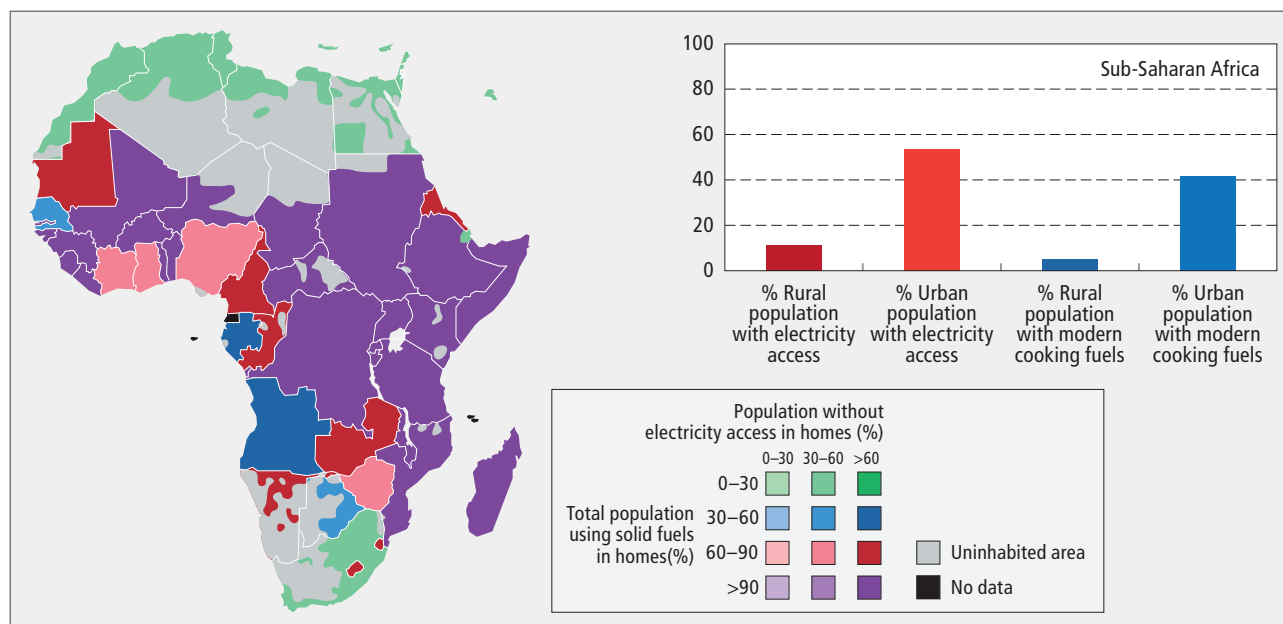 100
80
60
40
20
0
Sub-Saharan Africa
% Rural
population
with electricity
access
% Urban
population
with electricity
access
% Rural
population
with modern
cooking fuels
% Urban
population
with modern
cooking fuels
Population without
electricity access in homes (%)
0–30 30–60 >60
0–30
30–60
60–90
>90
Total population
using solid fuels
in homes(%)
Uninhabited area
No data